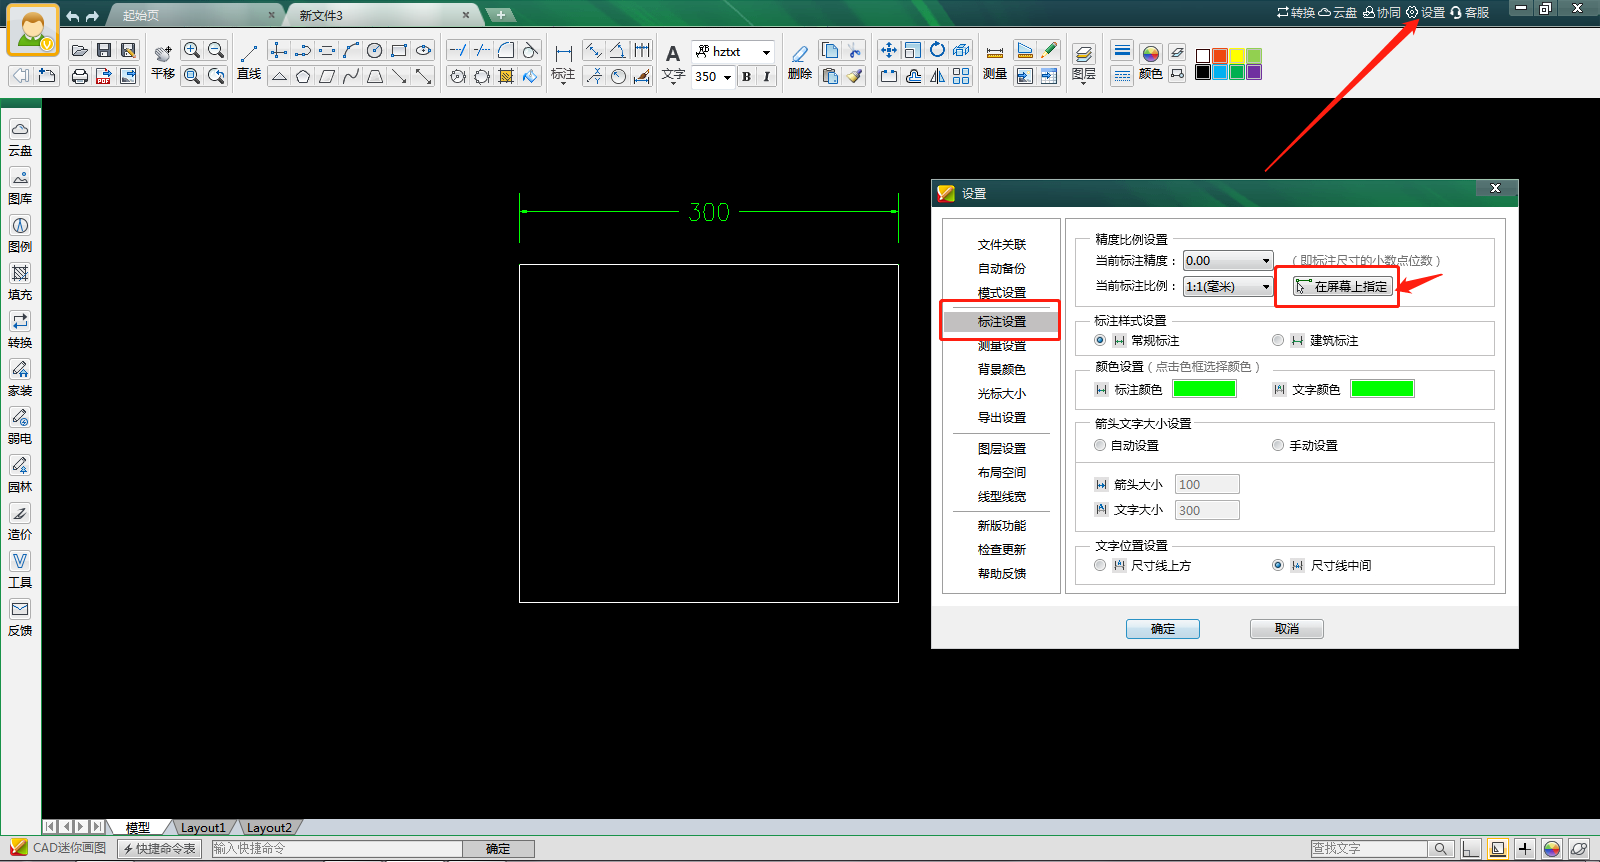 起始页
新文件3
转换 云盘 协同 设置 客服
平移
直线
标注
文字
hztxt
350
B
I
删除
测量
图层
颜色
PDF
云盘
图库
图例
填充
转换
家装
弱电
园林
造价
工具
反馈
300
设置
文件关联
自动备份
模式设置
标注设置
测量设置
背景颜色
光标大小
导出设置
图层设置
布局空间
线型线宽
新版功能
检查更新
帮助反馈
精度比例设置
当前标注精度：
0.00
（即标注尺寸的小数点位数）
当前标注比例：
1:1(毫米)
在屏幕上指定
标注样式设置
常规标注
建筑标注
颜色设置（点击色框选择颜色）
标注颜色
文字颜色
箭头文字大小设置
自动设置
手动设置
箭头大小
100
文字大小
300
文字位置设置
尺寸线上方
尺寸线中间
确定
取消
模型
Layout1
Layout2
CAD迷你画图
快捷命令表
输入快捷命令
确定
查找文字